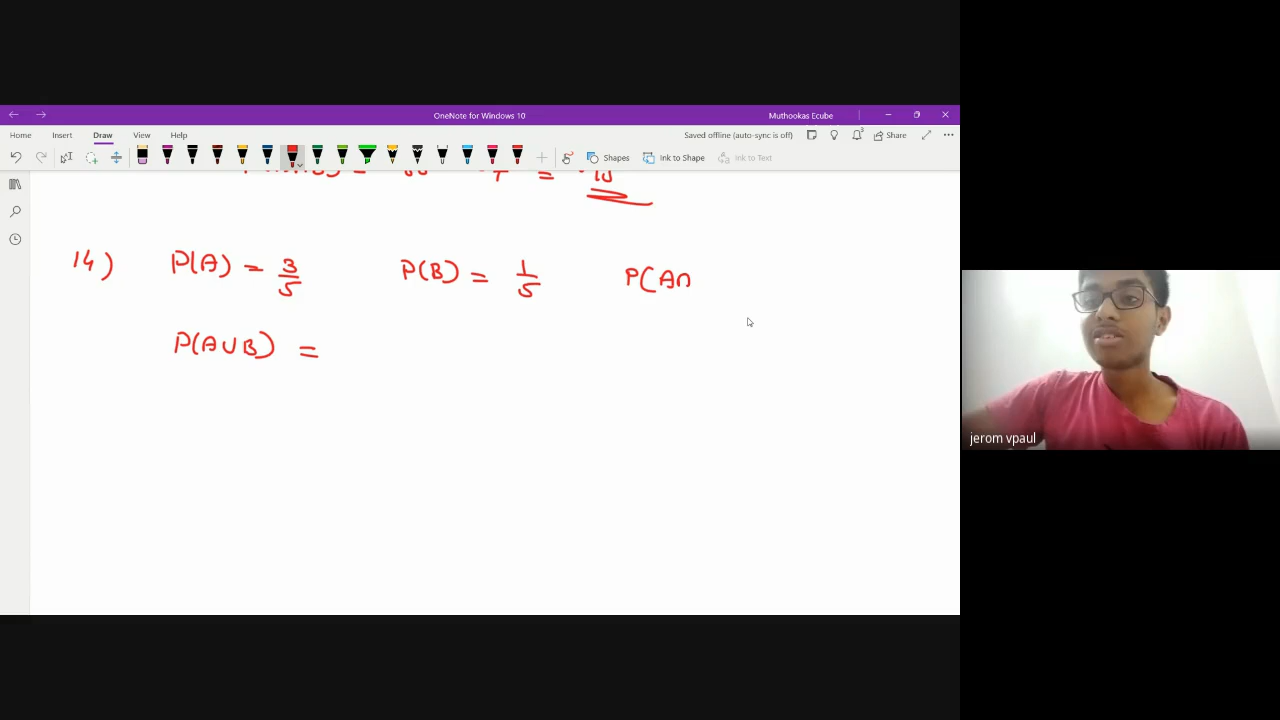 OneNote for Windows 10
Muthookas Ecube
Home Insert Draw View Help
Saved offline (auto-sync is off)
Share
Shapes
Ink to Shape
Ink to Text
14) P(A) = 3/5 P(B) = 1/5 P(A∩
P(A∪B) =
jerom vpaul